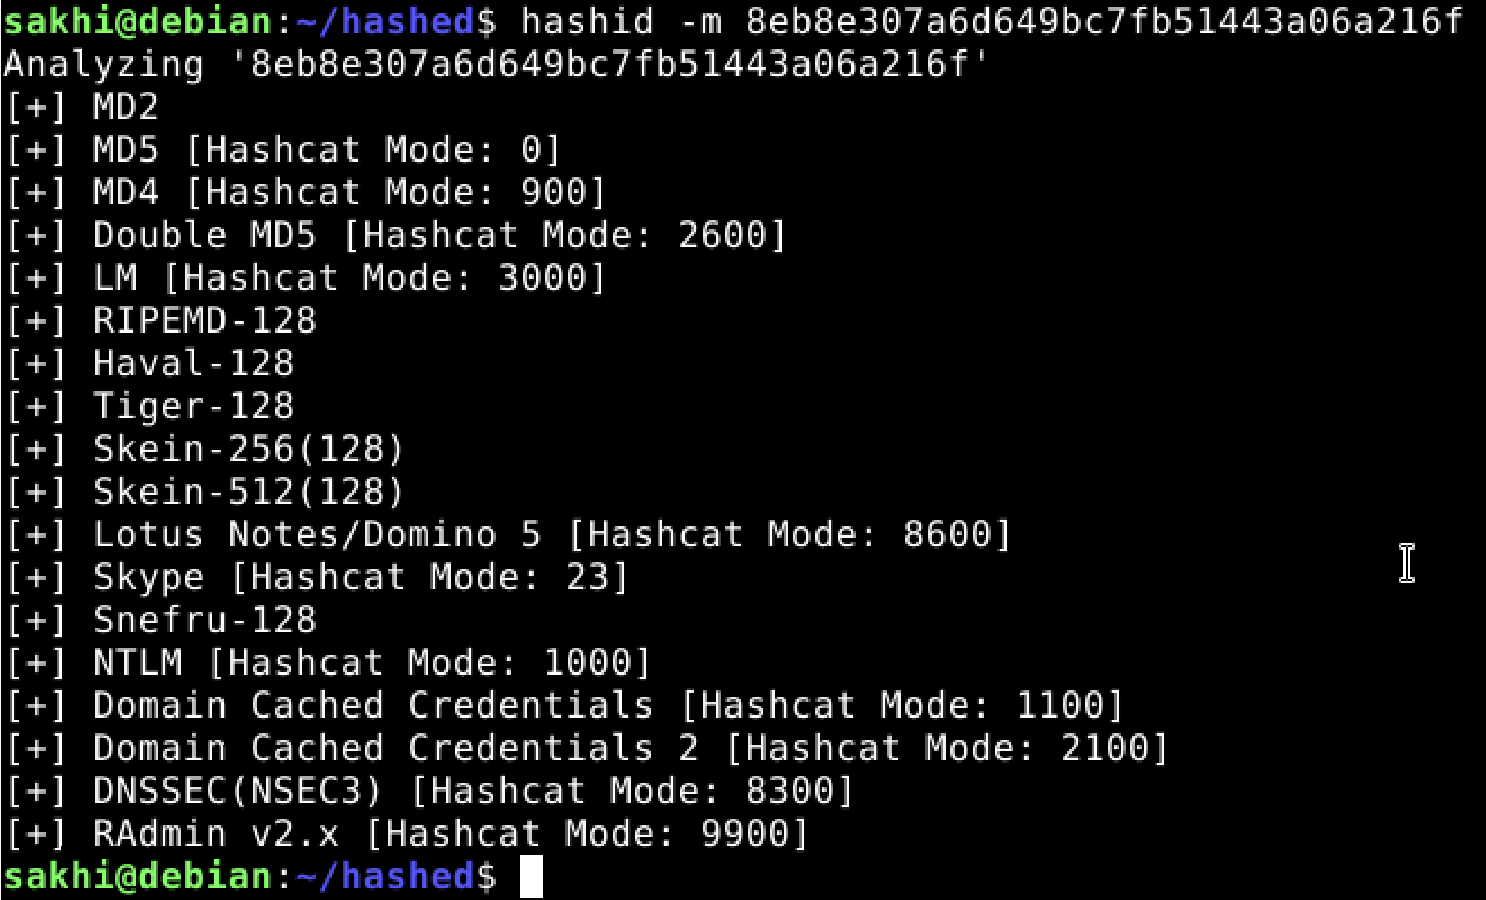 sakhi@debian:~/hashed$ hashid -m 8eb8e307a6d649bc7fb51443a06a216f
Analyzing '8eb8e307a6d649bc7fb51443a06a216f'
[+] MD2
[+] MD5 [Hashcat Mode: 0]
[+] MD4 [Hashcat Mode: 900]
[+] Double MD5 [Hashcat Mode: 2600]
[+] LM [Hashcat Mode: 3000]
[+] RIPEMD-128
[+] Haval-128
[+] Tiger-128
[+] Skein-256(128)
[+] Skein-512(128)
[+] Lotus Notes/Domino 5 [Hashcat Mode: 8600]
[+] Skype [Hashcat Mode: 23]
[+] Snefru-128
[+] NTLM [Hashcat Mode: 1000]
[+] Domain Cached Credentials [Hashcat Mode: 1100]
[+] Domain Cached Credentials 2 [Hashcat Mode: 2100]
[+] DNSSEC(NSEC3) [Hashcat Mode: 8300]
[+] RAdmin v2.x [Hashcat Mode: 9900]
sakhi@debian:~/hashed$